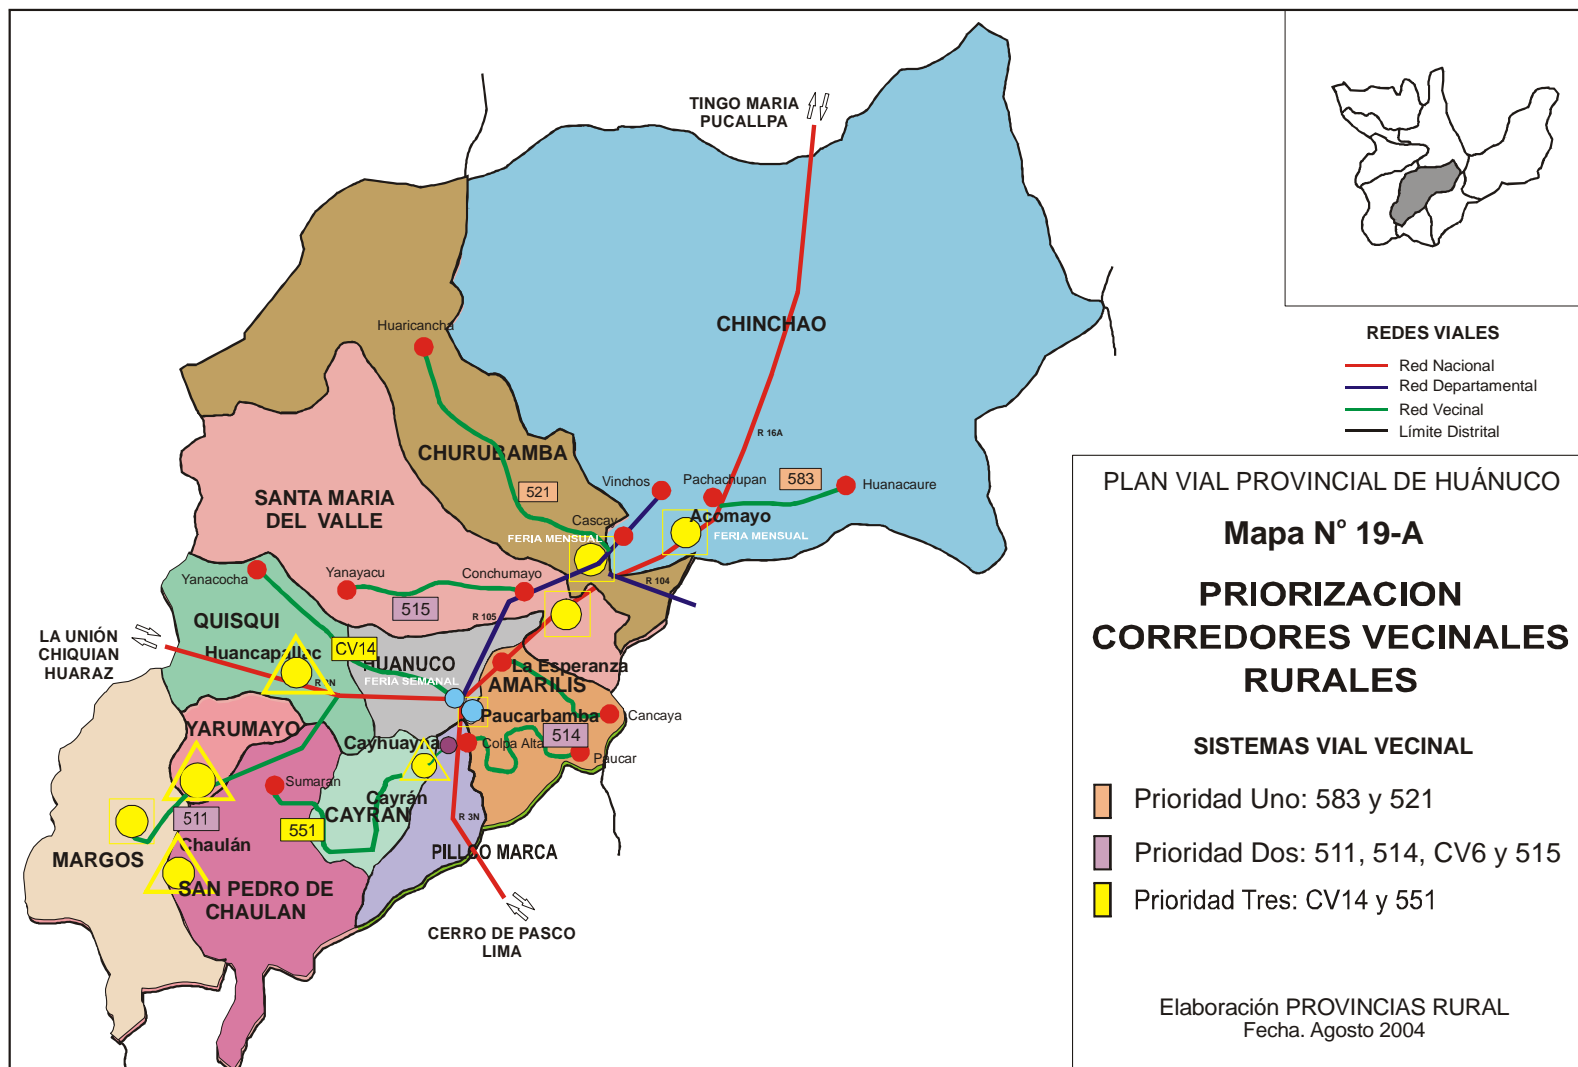 TINGO MARIA
PUCALLPA
CHINCHAO
Huaricancha
R 16A
CHURUBAMBA
SANTA MARIA
DEL VALLE
521
Vinchos
Pachachupan
583
Huanacaure
Cascay
Acomayo
FERIA MENSUAL
FERIA MENSUAL
Yanacocha
Yanayacu
Conchumayo
R 104
515
R 105
QUISQUI
LA UNIÓN
CHIQUIAN
HUARAZ
Huancapallac
CV14
HUANUCO
FERIA SEMANAL
La Esperanza
AMARILIS
YARUMAYO
Paucarbamba
Cancaya
Cayhuayna
Colpa Alta
514
Paucar
Sumaran
Cayrán
CAYRAN
511
551
R 3N
Chaulán
MARGOS
PILLCO MARCA
SAN PEDRO DE
CHAULAN
CERRO DE PASCO
LIMA
REDES VIALES
Red Nacional
Red Departamental
Red Vecinal
Límite Distrital
PLAN VIAL PROVINCIAL DE HUÁNUCO
Mapa N° 19-A
PRIORIZACION
CORREDORES VECINALES
RURALES
SISTEMAS VIAL VECINAL
Prioridad Uno: 583 y 521
Prioridad Dos: 511, 514, CV6 y 515
Prioridad Tres: CV14 y 551
Elaboración PROVINCIAS RURAL
Fecha. Agosto 2004